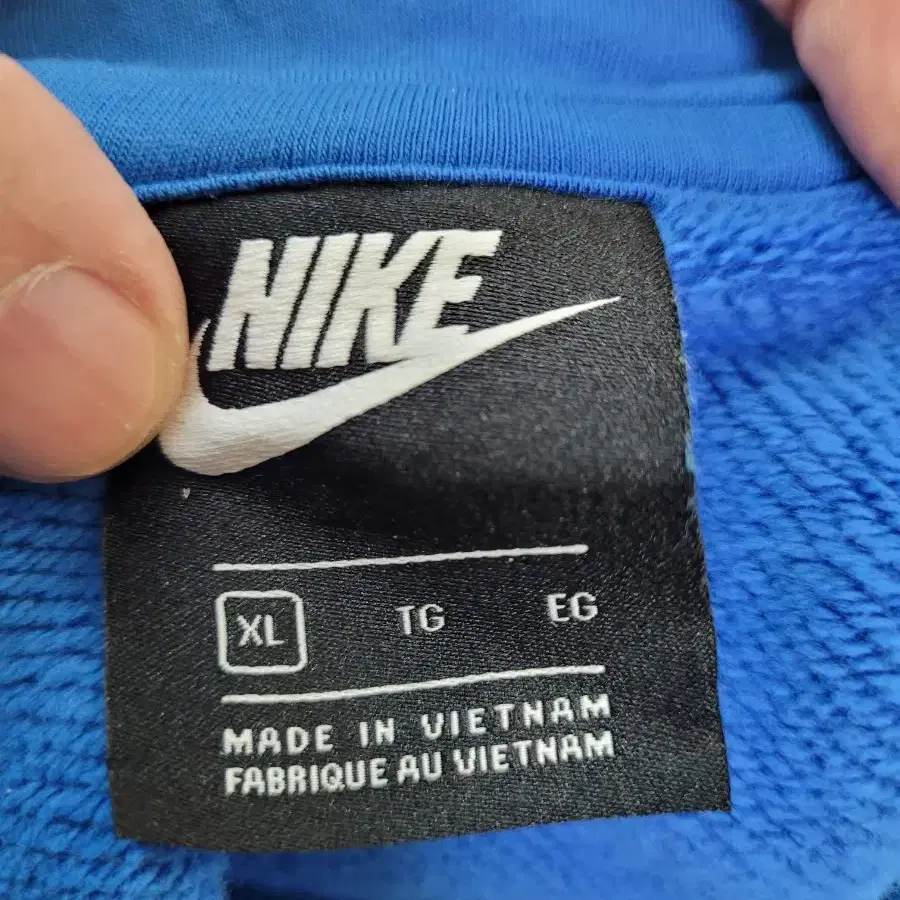 NIKE
XL TG EG
MADE IN VIETNAM
FABRIQUE AU VIETNAM